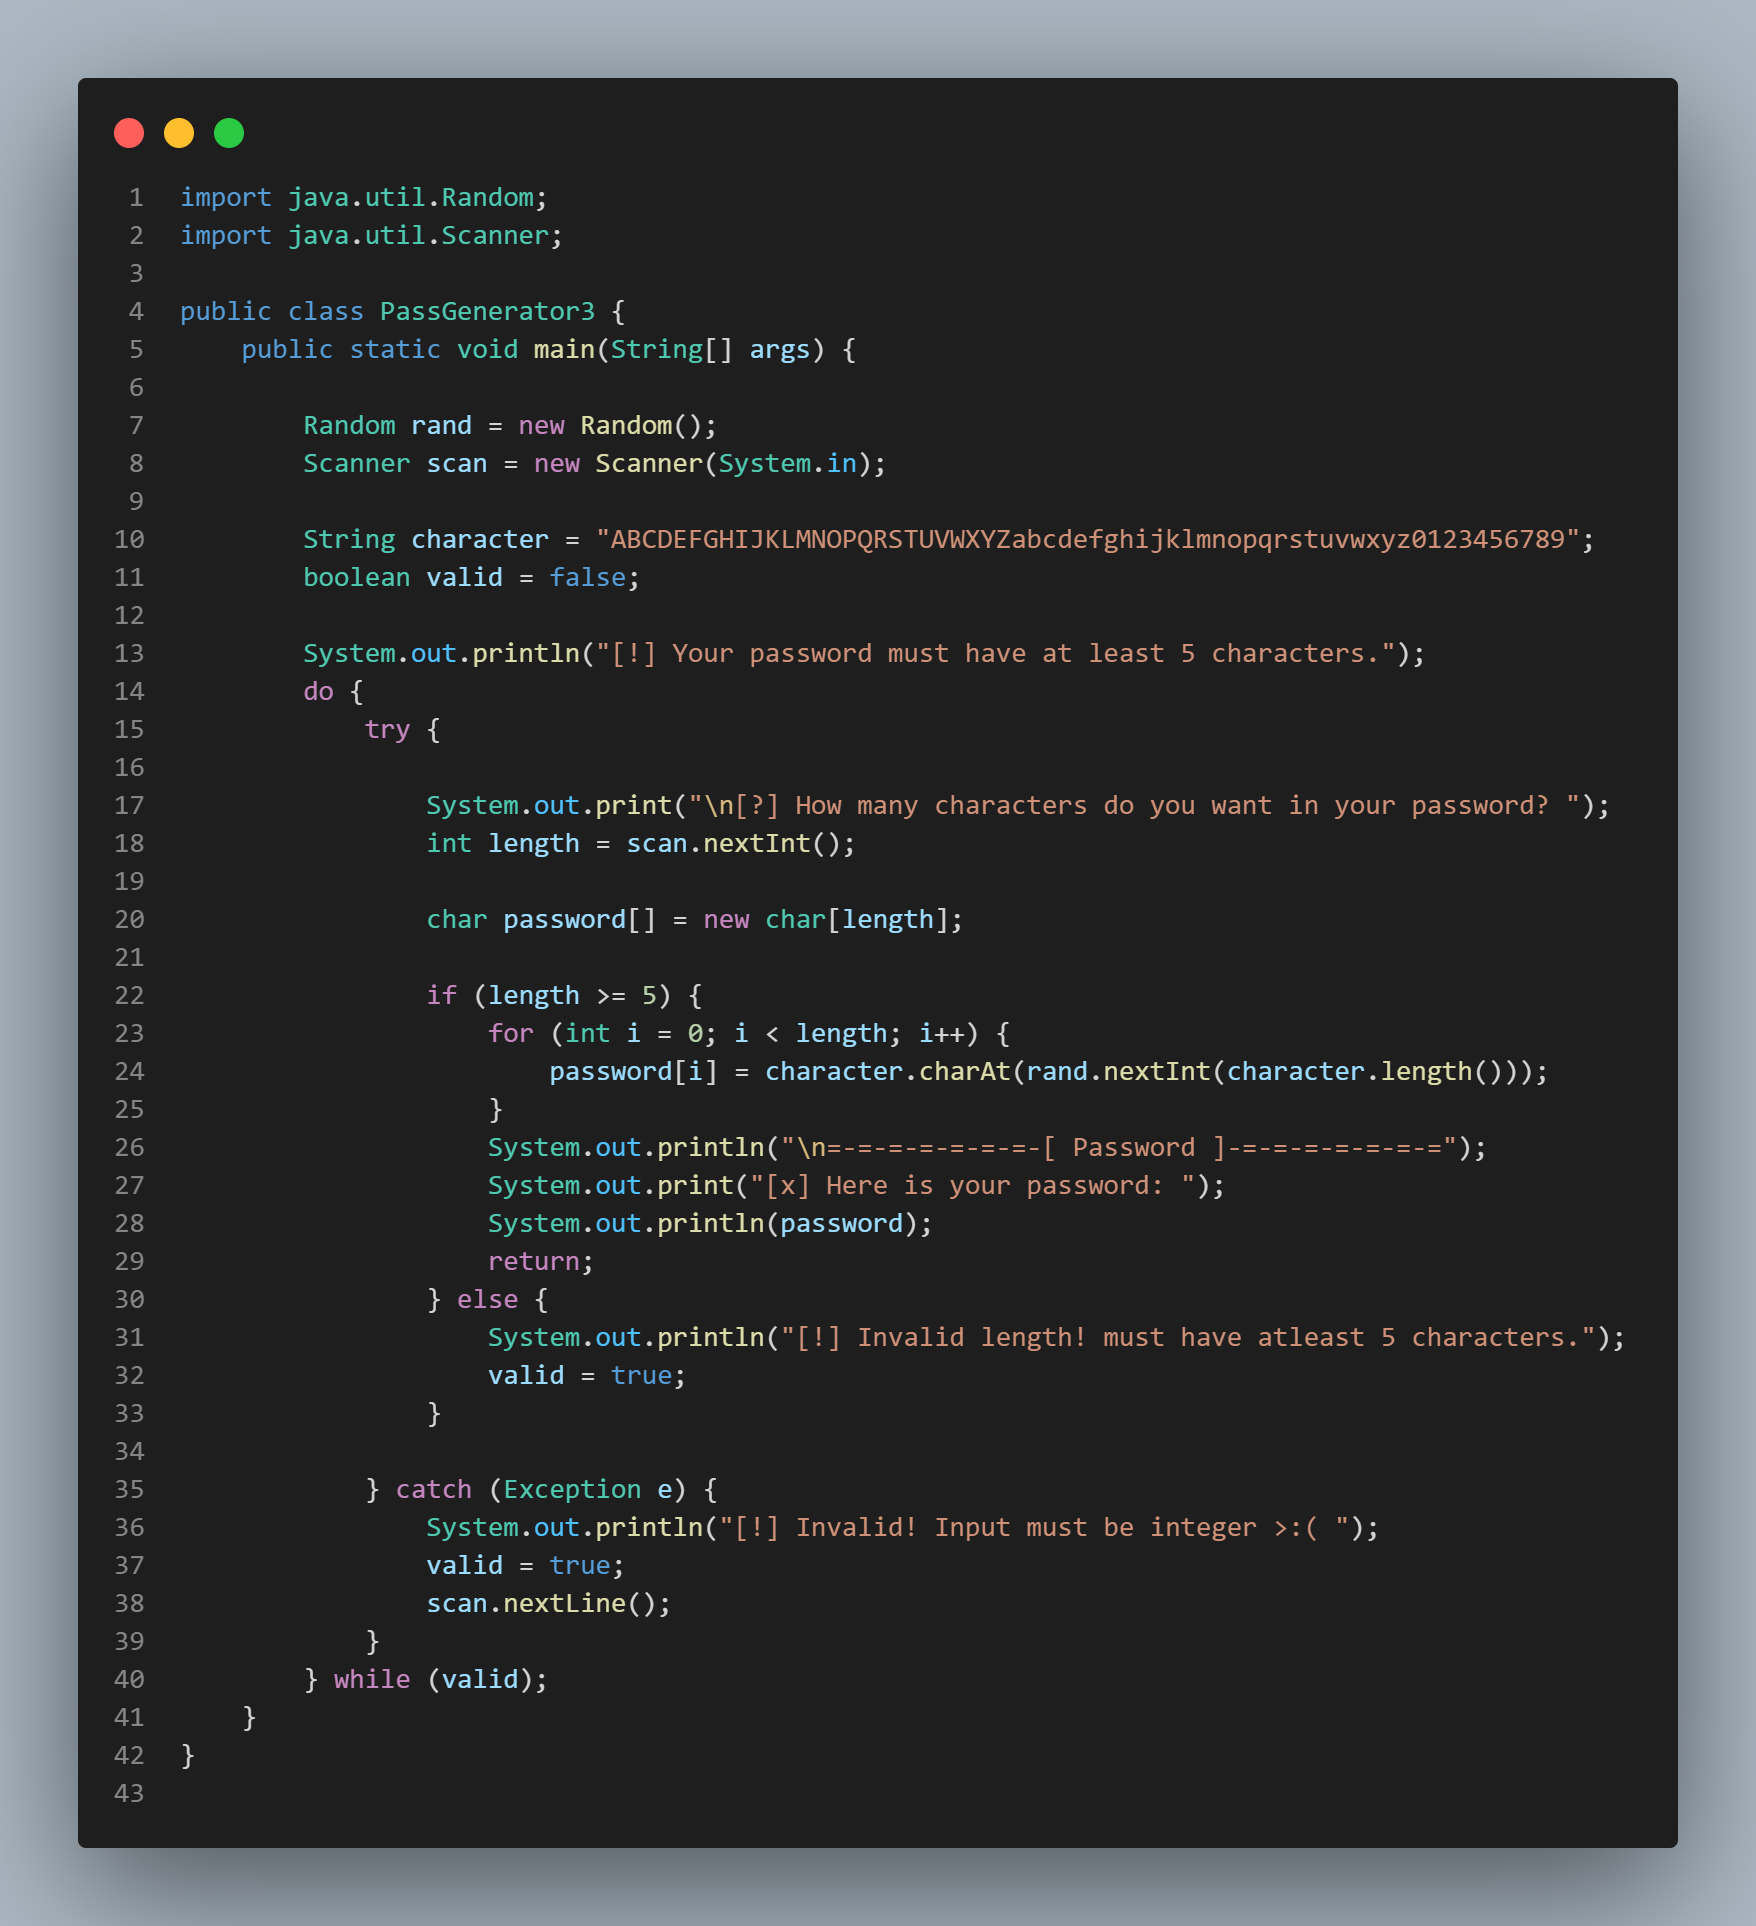 1 import java.util.Random;
2 import java.util.Scanner;
3
4 public class PassGenerator3 {
5     public static void main(String[] args) {
6
7         Random rand = new Random();
8         Scanner scan = new Scanner(System.in);
9
10         String character = "ABCDEFGHIJKLMNOPQRSTUVWXYZabcdefghijklmnopqrstuvwxyz0123456789";
11         boolean valid = false;
12
13         System.out.println("[!] Your password must have at least 5 characters.");
14         do {
15             try {
16
17                 System.out.print("\n[?] How many characters do you want in your password? ");
18                 int length = scan.nextInt();
19
20                 char password[] = new char[length];
21
22                 if (length >= 5) {
23                     for (int i = 0; i < length; i++) {
24                         password[i] = character.charAt(rand.nextInt(character.length()));
25                     }
26                     System.out.println("\n=-=-=-=-=-=-=-[ Password ]-=-=-=-=-=-=-=");
27                     System.out.print("[x] Here is your password: ");
28                     System.out.println(password);
29                     return;
30                 } else {
31                     System.out.println("[!] Invalid length! must have atleast 5 characters.");
32                     valid = true;
33                 }
34
35             } catch (Exception e) {
36                 System.out.println("[!] Invalid! Input must be integer >:( ");
37                 valid = true;
38                 scan.nextLine();
39             }
40         } while (valid);
41     }
42 }
43